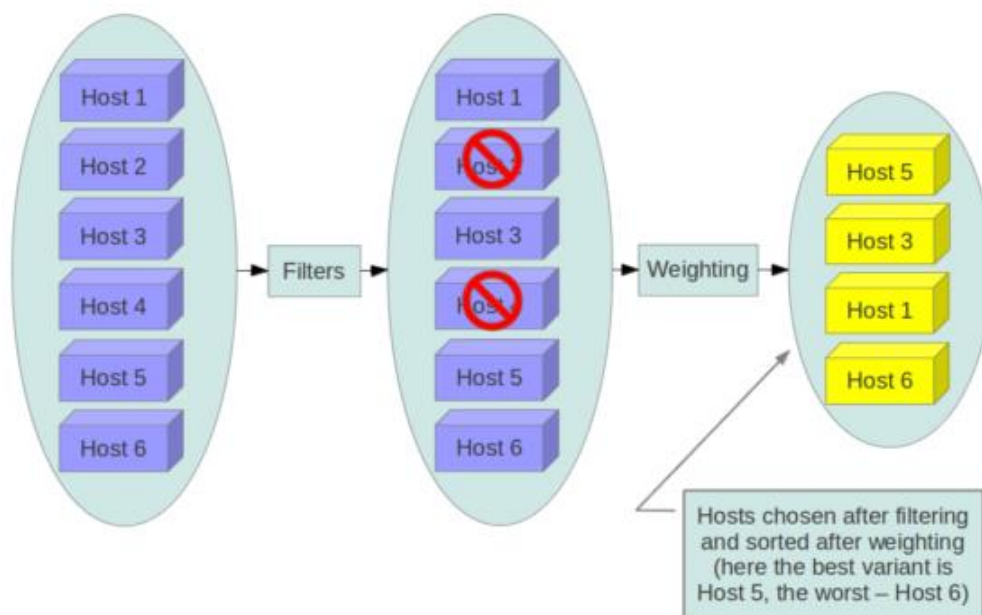 Host 1
Host 2
Host 3
Host 4
Host 5
Host 6
Filters
Host 1
Host
Host 3
Host
Host 5
Host 6
Weighting
Host 5
Host 3
Host 1
Host 6
Hosts chosen after filtering
and sorted after weighting
(here the best variant is
Host 5, the worst – Host 6)